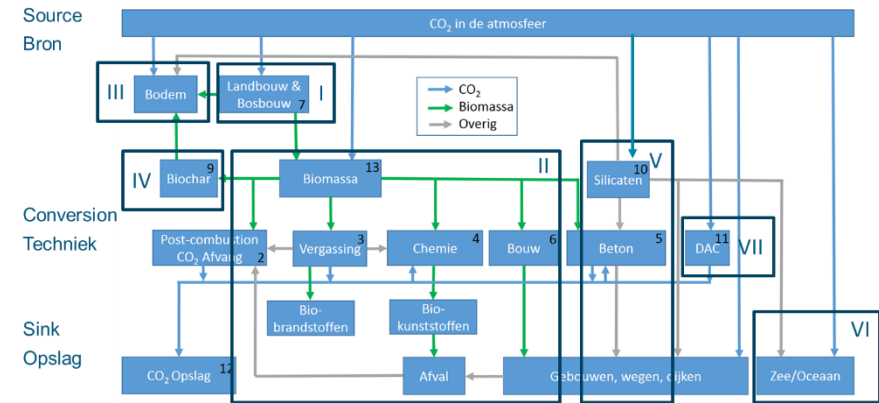 Source
Bron
CO₂ in de atmosfeer
III
Bodem
Landbouw &
Bosbouw
7
I
CO₂
Biomassa
Overig
IV
Biochar
9
Biomassa
13
II
V
Silicaten
10
Conversion
Techniek
Post-combustion
CO₂ Afvang
2
Vergassing
3
Chemie
4
Bouw
6
Beton
5
DAC
11
VII
Bio-
brandstoffen
Bio-
kunststoffen
Sink
Opslag
CO₂ Opslag
12
Afval
Gebouwen, wegen, dijken
VI
Zee/Oceaan